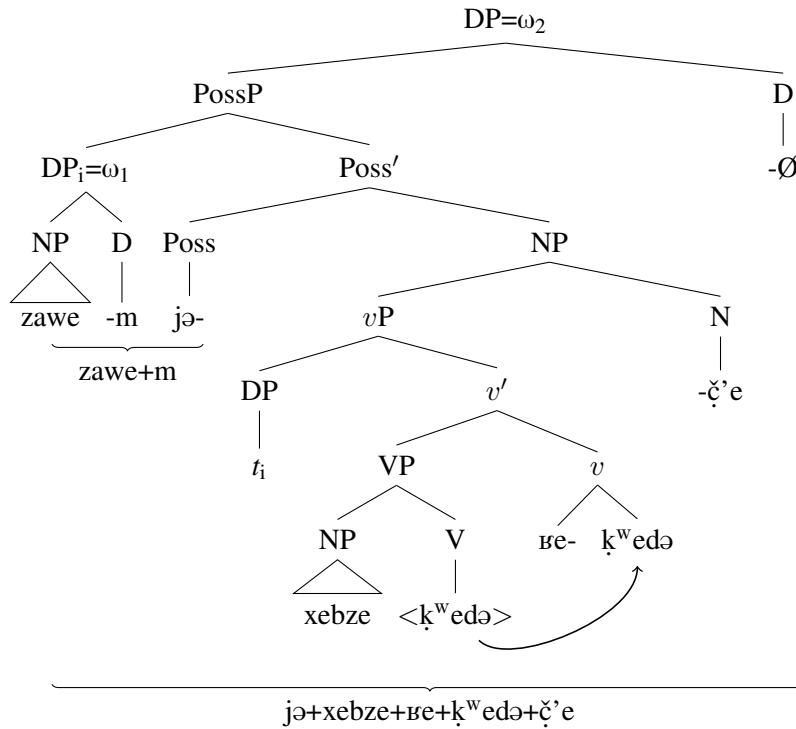 DP=ω₂
PossP D
DPᵢ=ω₁ Poss′ -Ø
NP D Poss NP
zawe -m jə- vP N
zawe+m DP v′ -č̣’e
tᵢ VP v
NP V ʁe- ḳʷedə
xebze <ḳʷedə>
jə+xebze+ʁe+ḳʷedə+č̣’e